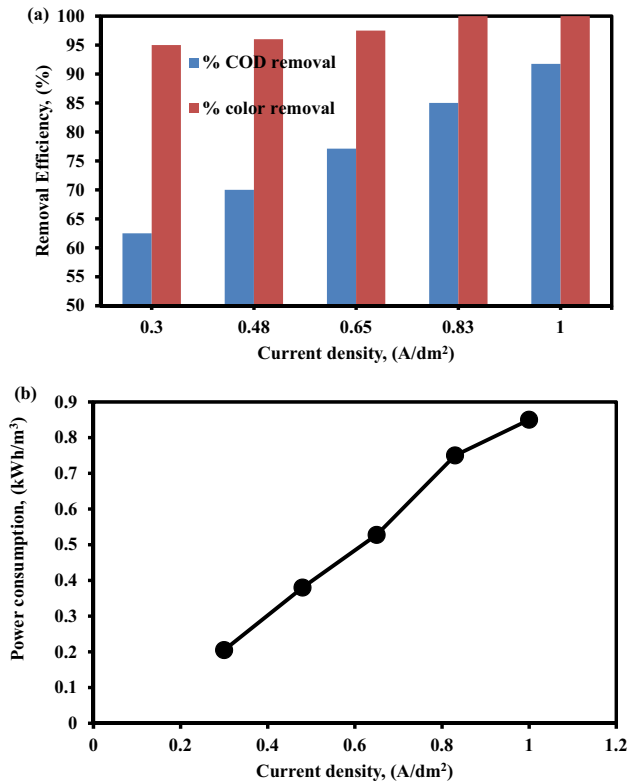 (a)
100
95
90
85
80
75
70
65
60
55
50
Removal Efficiency, (%)
% COD removal
% color removal
0.3 0.48 0.65 0.83 1
Current density, (A/dm²)
(b)
0.9
0.8
0.7
0.6
0.5
0.4
0.3
0.2
0.1
0
Power consumption, (kWh/m³)
0 0.2 0.4 0.6 0.8 1 1.2
Current density, (A/dm²)